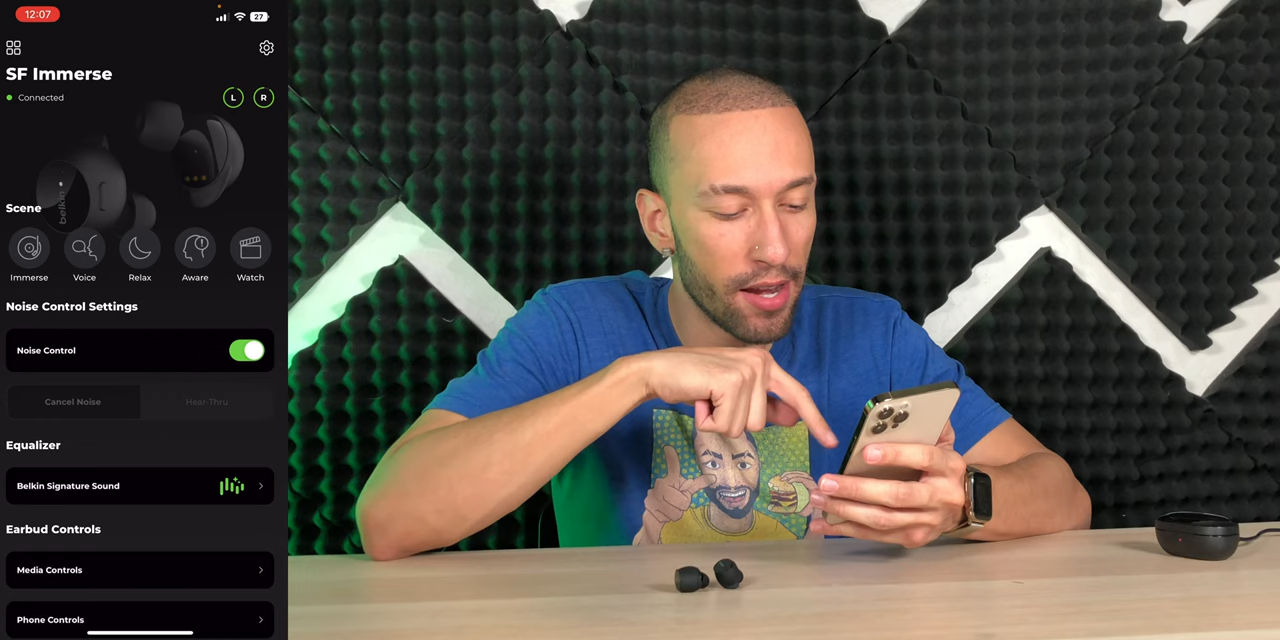 12:07
27
SF Immerse
Connected
L R
belkin
Scene
Immerse Voice Relax Aware Watch
Noise Control Settings
Noise Control
Cancel Noise Hear-Thru
Equalizer
Belkin Signature Sound
Earbud Controls
Media Controls
Phone Controls